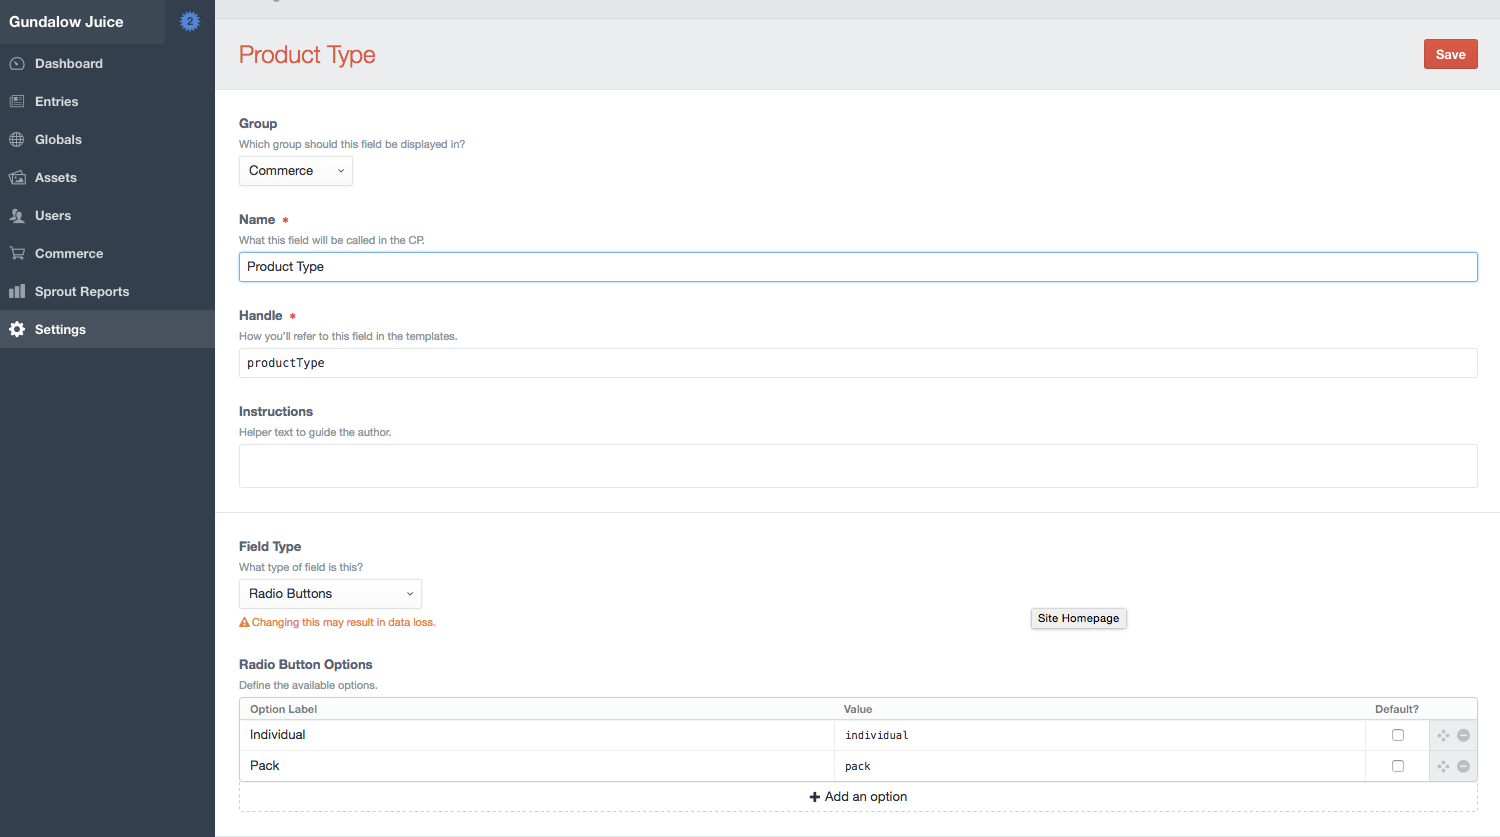 Gundalow Juice
2
Dashboard
Entries
Globals
Assets
Users
Commerce
Sprout Reports
Settings
Product Type
Save
Group
Which group should this field be displayed in?
Commerce
Name *
What this field will be called in the CP.
Product Type
Handle *
How you'll refer to this field in the templates.
productType
Instructions
Helper text to guide the author.
Field Type
What type of field is this?
Radio Buttons
Changing this may result in data loss.
Site Homepage
Radio Button Options
Define the available options.
Option Label Value Default?
Individual individual
Pack pack
+ Add an option